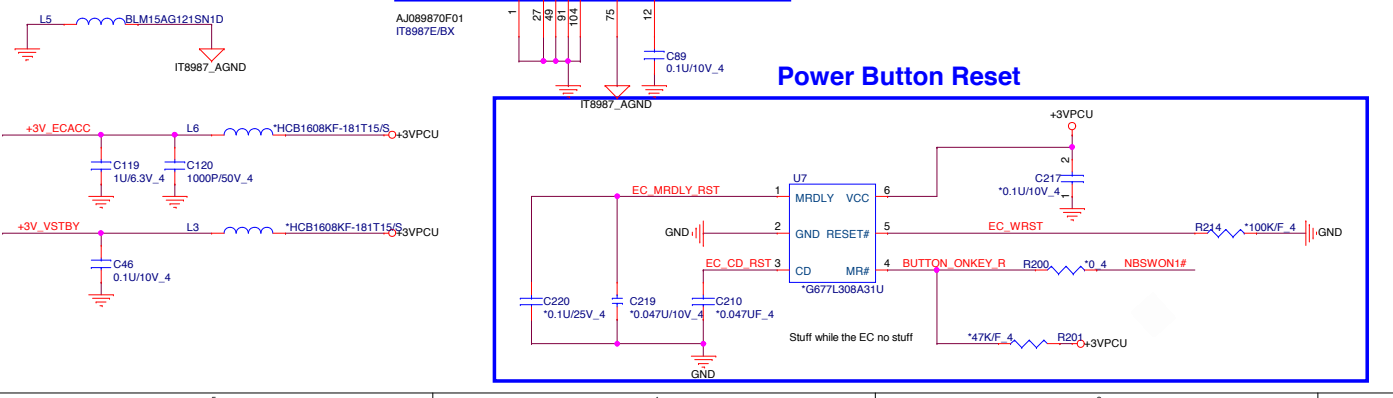 L5
BLM15AG121SN1D
IT8987_AGND
AJ089870F01
IT8987E/BX
1
27
49
91
104
75
12
C89
0.1U/10V_4
IT8987_AGND
Power Button Reset
+3V_ECACC
L6
*HCB1608KF-181T15/S
+3VPCU
C119
1U/6.3V_4
C120
1000P/50V_4
+3V_VSTBY
L3
*HCB1608KF-181T15/S
+3VPCU
C46
0.1U/10V_4
+3VPCU
2
C217
*0.1U/10V_4
1
U7
EC_MRDLY_RST
1
MRDLY
VCC
6
GND
2
GND
RESET#
5
EC_WRST
R214
*100K/F_4
GND
EC_CD_RST
3
CD
MR#
4
BUTTON_ONKEY_R
R200
*0_4
NBSWON1#
*G677L308A31U
C220
*0.1U/25V_4
C219
*0.047U/10V_4
C210
*0.047UF_4
Stuff while the EC no stuff
*47K/F_4
R201
+3VPCU
GND